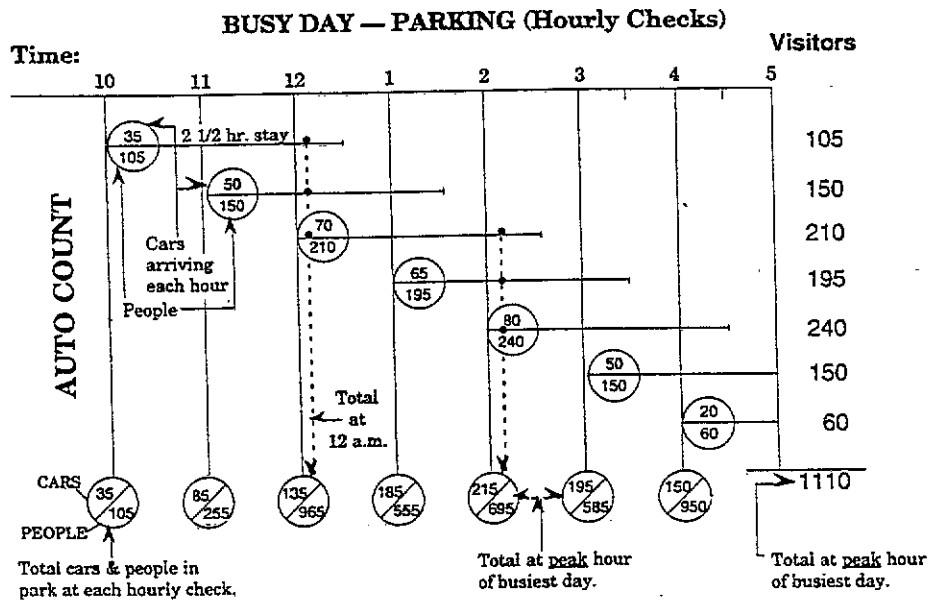 BUSY DAY — PARKING (Hourly Checks)
Time:
Visitors
10 11 12 1 2 3 4 5
35
105
2 1/2 hr. stay
105
50
150
150
70
210
210
Cars
arriving
each hour
People
65
195
195
80
240
240
50
150
150
20
60
60
AUTO COUNT
Total
at
12 a.m.
CARS
PEOPLE
35 105
85 255
135 965
185 555
215 695
195 585
150 950
1110
Total cars & people in
park at each hourly check.
Total at peak hour
of busiest day.
Total at peak hour
of busiest day.